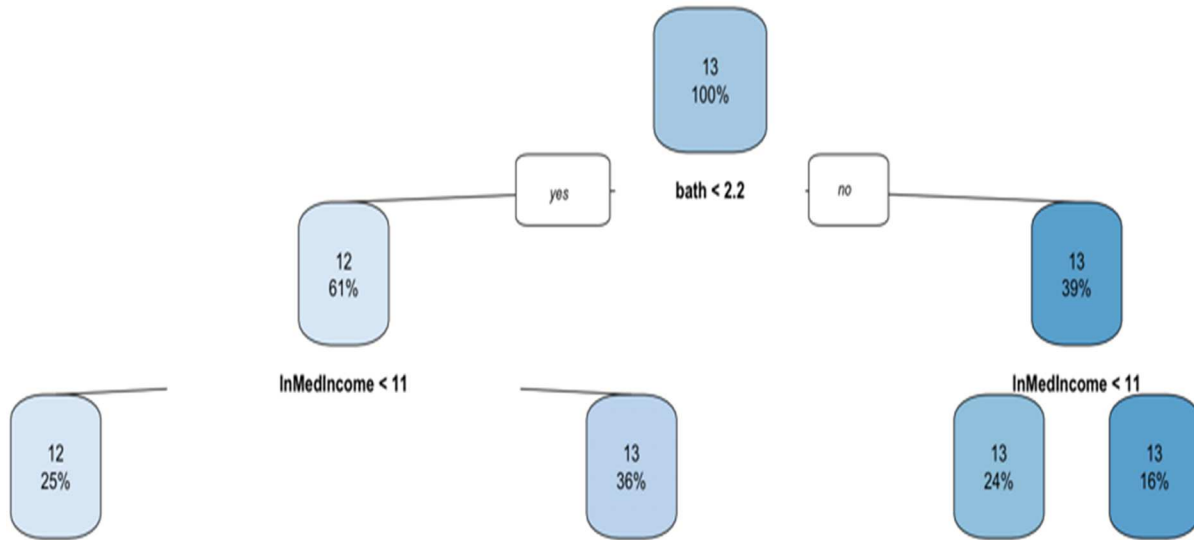 13
100%
yes
bath < 2.2
no
12
61%
13
39%
lnMedIncome < 11
lnMedIncome < 11
12
25%
13
36%
13
24%
13
16%